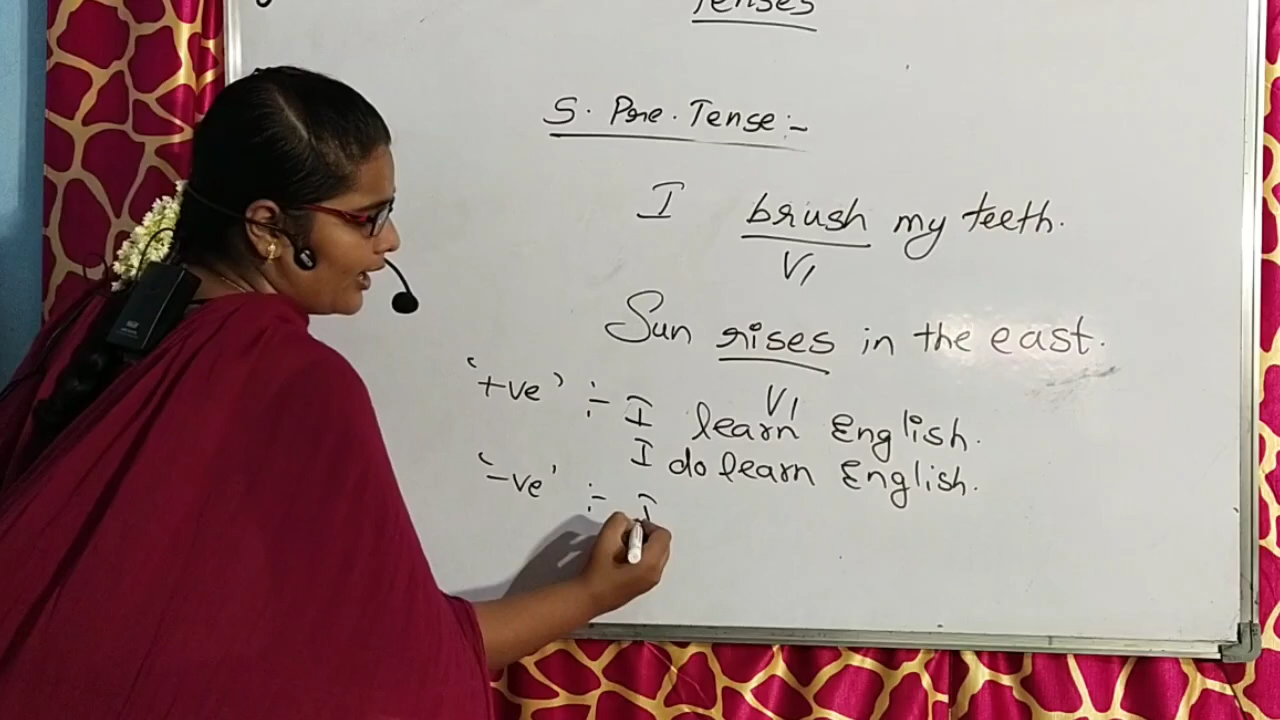 Tenses
S. Pre. Tense:-
I brush my teeth.
V1
Sun rises in the east.
V1
'+ve' :- I learn English.
I do learn English.
'-ve' :- I